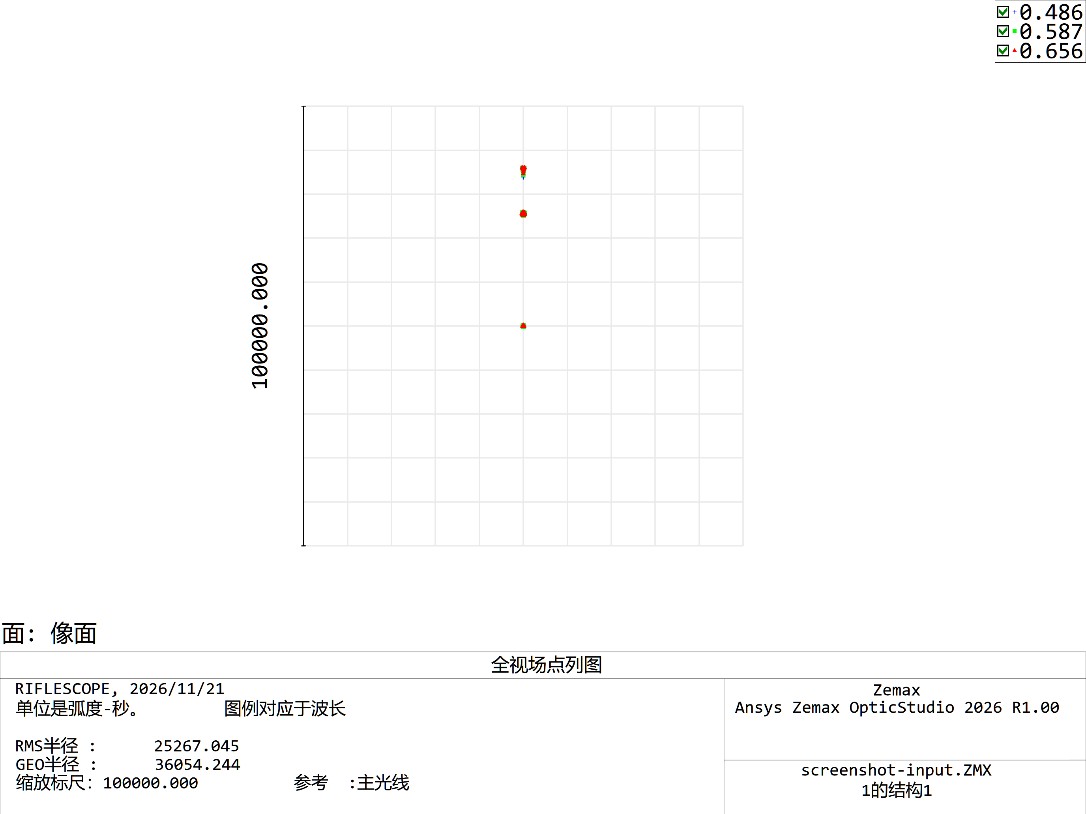 0.486
0.587
0.656
100000.000
面: 像面
全视场点列图
RIFLESCOPE, 2026/11/21
单位是弧度-秒。 图例对应于波长
RMS半径 : 25267.045
GEO半径 : 36054.244
缩放标尺: 100000.000 参考 :主光线
Zemax
Ansys Zemax OpticStudio 2026 R1.00
screenshot-input.ZMX
1的结构1